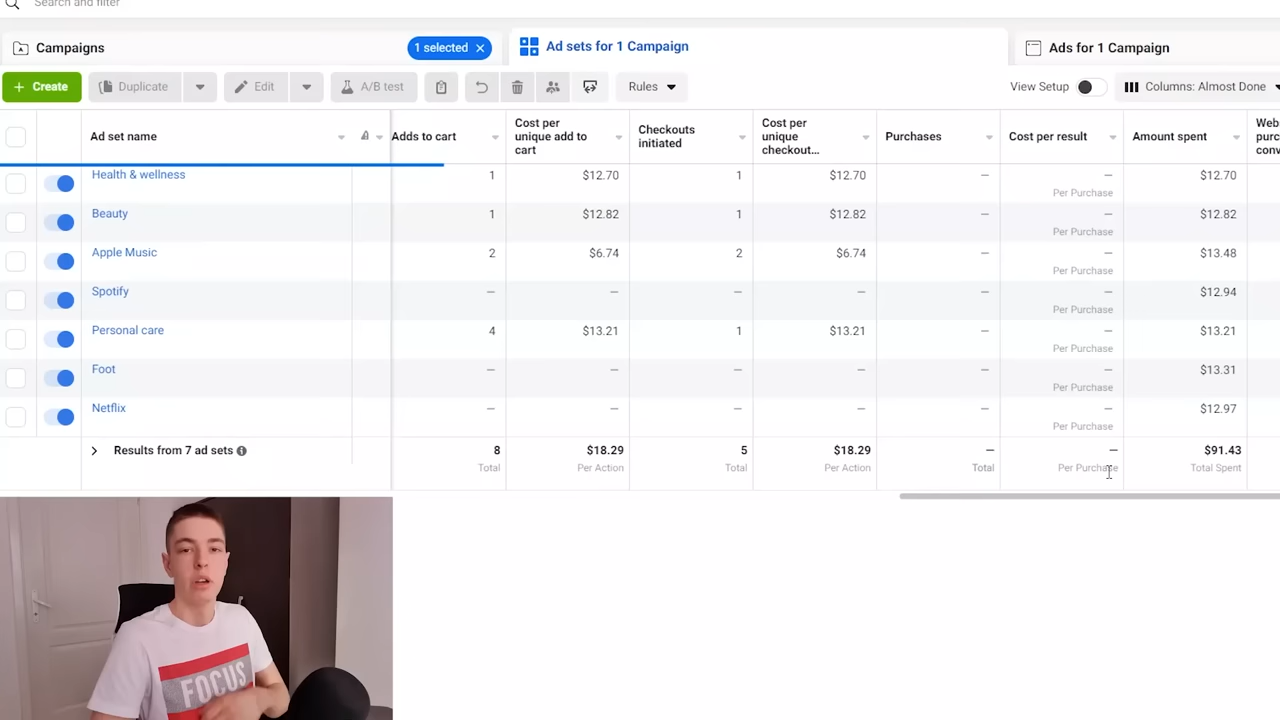 Search and filter
Campaigns
1 selected
Ad sets for 1 Campaign
Ads for 1 Campaign
Create
Duplicate
Edit
A/B test
Rules
View Setup
Columns: Almost Done
Ad set name
Adds to cart
Cost per
unique add to
cart
Checkouts
initiated
Cost per
unique
checkout...
Purchases
Cost per result
Amount spent
Health & wellness 1 $12.70 1 $12.70 — — $12.70
Per Purchase
Beauty 1 $12.82 1 $12.82 — — $12.82
Per Purchase
Apple Music 2 $6.74 2 $6.74 — — $13.48
Per Purchase
Spotify — — — — — — $12.94
Per Purchase
Personal care 4 $13.21 1 $13.21 — — $13.21
Per Purchase
Foot — — — — — — $13.31
Per Purchase
Netflix — — — — — — $12.97
Per Purchase
Results from 7 ad sets 8 $18.29 5 $18.29 — — $91.43
Total Per Action Total Per Action Total Per Purchase Total Spent
FOCUS